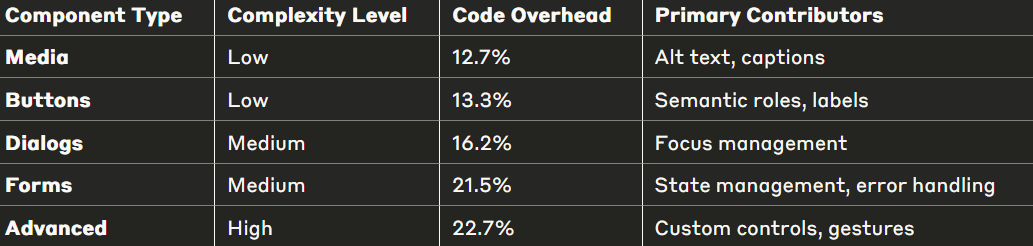 Component Type Complexity Level Code Overhead Primary Contributors
Media Low 12.7% Alt text, captions
Buttons Low 13.3% Semantic roles, labels
Dialogs Medium 16.2% Focus management
Forms Medium 21.5% State management, error handling
Advanced High 22.7% Custom controls, gestures